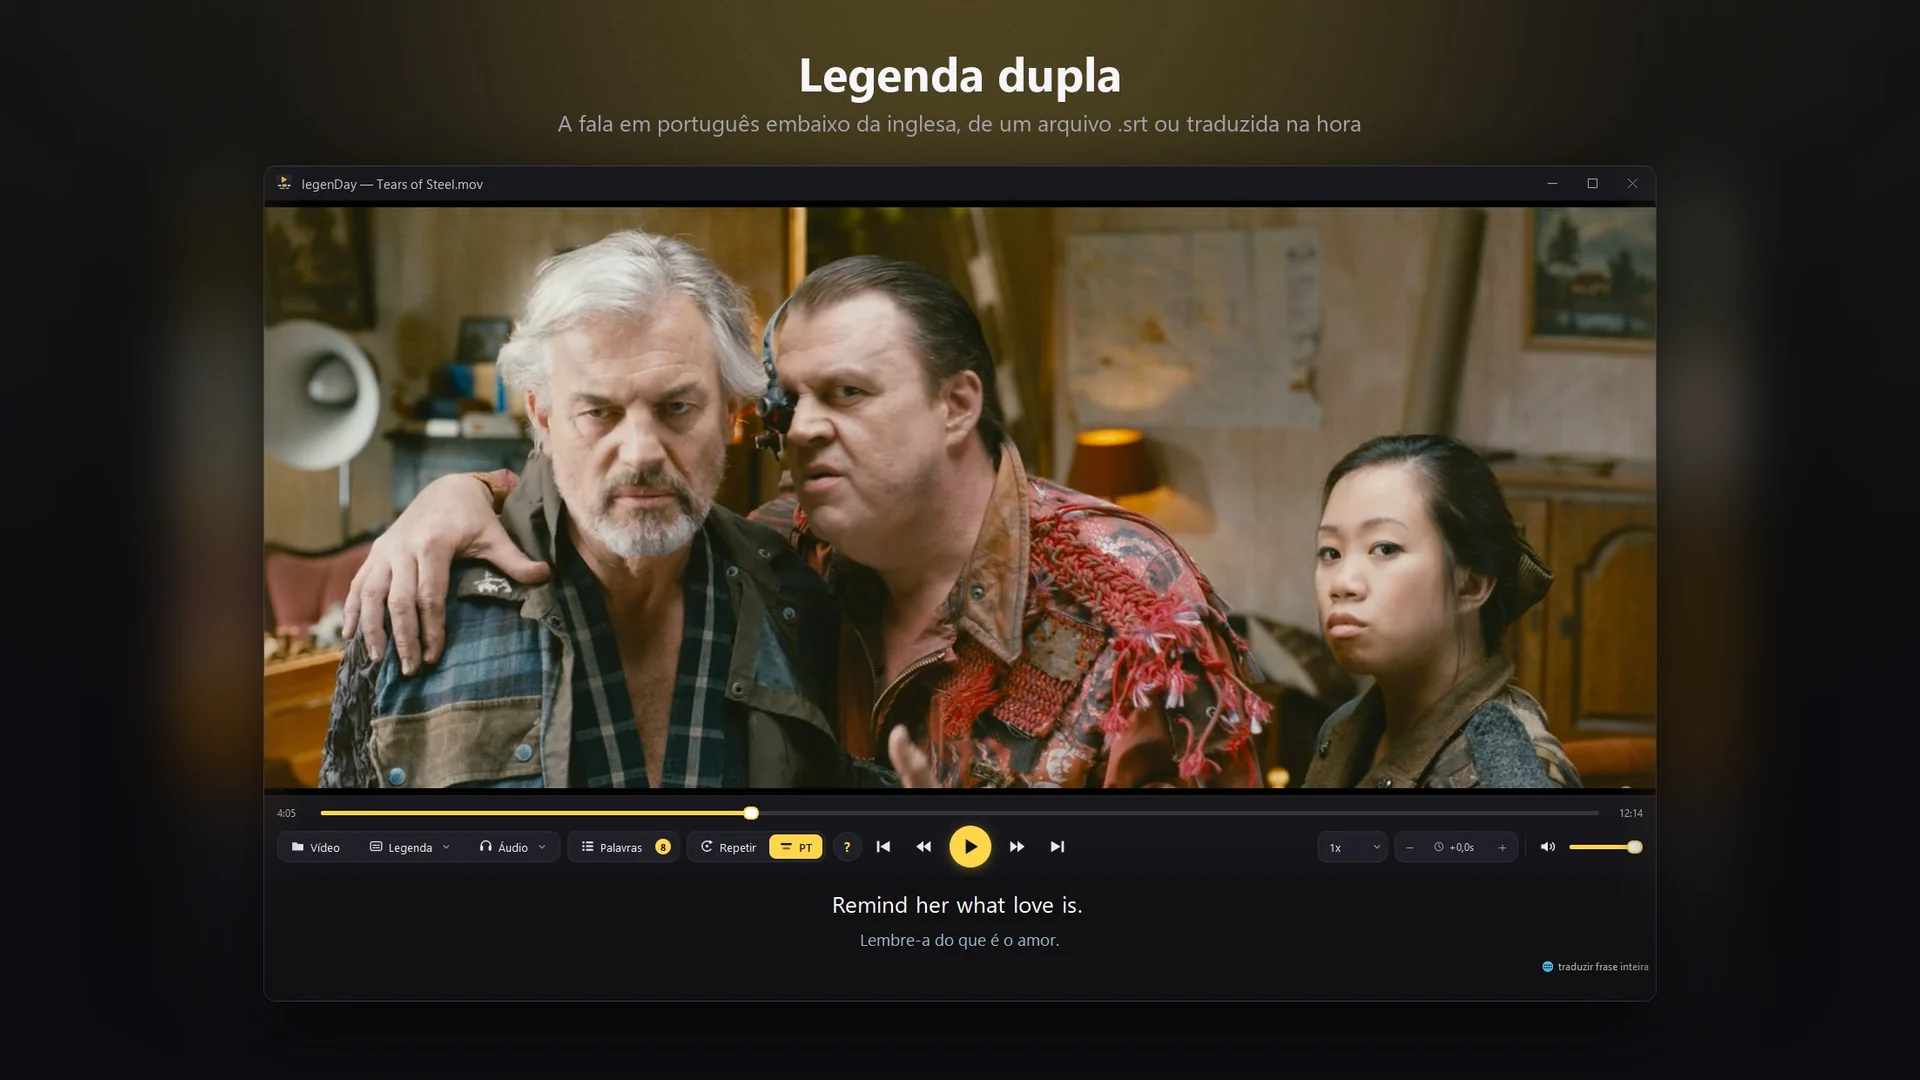 Legenda dupla
A fala em português embaixo da inglesa, de um arquivo .srt ou traduzida na hora
legenDay — Tears of Steel.mov
4:05
12:14
Vídeo Legenda Áudio Palavras 8 Repetir PT ? 1x − +0,0s +
Remind her what love is.
Lembre-a do que é o amor.
traduzir frase inteira